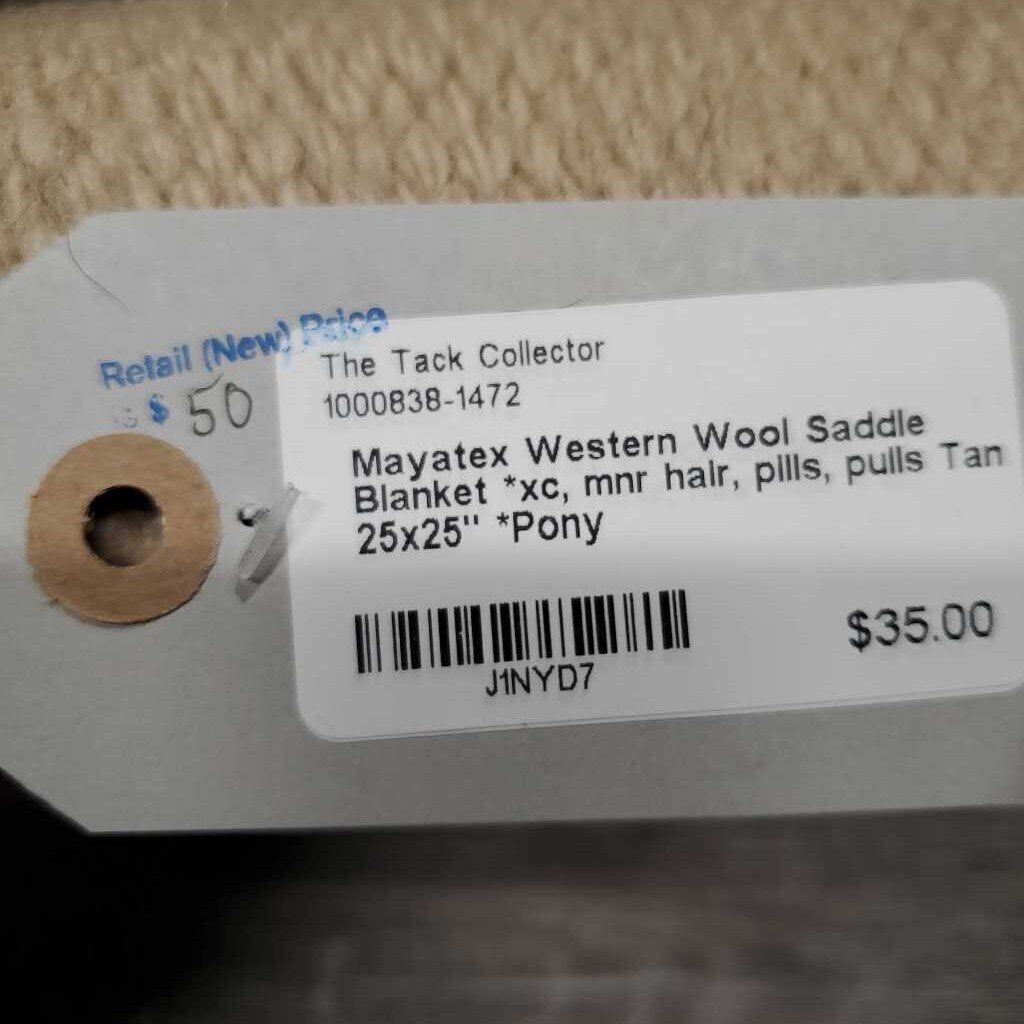 Retail (New) Price
$ 50
The Tack Collector
1000838-1472
Mayatex Western Wool Saddle
Blanket *xc, mnr hair, pills, pulls Tan
25x25" *Pony
$35.00
J1NYD7